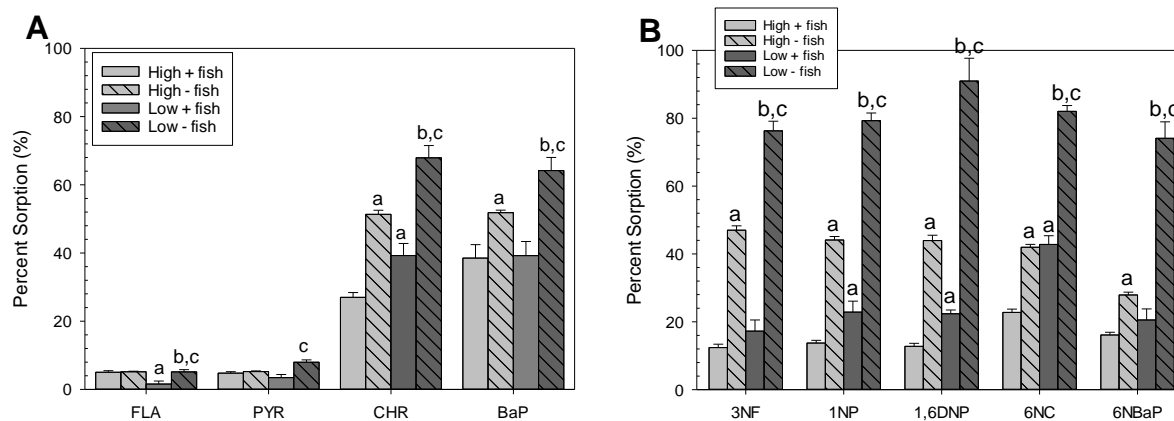 A
High + fish
High - fish
Low + fish
Low - fish
Percent Sorption (%)
100
80
60
40
20
0
a
b,c
c
a
a
b,c
a
b,c
FLA
PYR
CHR
BaP
B
High + fish
High - fish
Low + fish
Low - fish
Percent Sorption (%)
100
80
60
40
20
0
a
b,c
a
a
b,c
a
a
b,c
a
a
b,c
a
b,c
3NF
1NP
1,6DNP
6NC
6NBaP